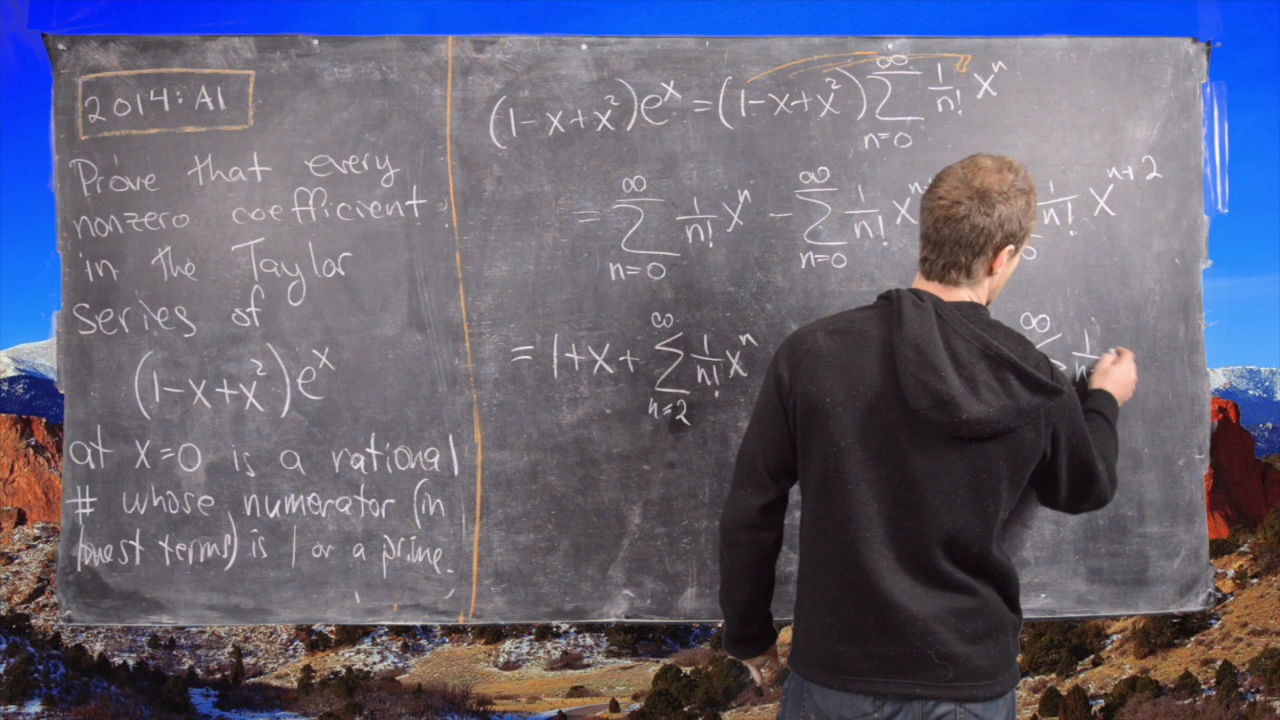 2014: A1
Prove that every
nonzero coefficient
in the Taylor
series of
(1-x+x²)eˣ
at x=0 is a rational
# whose numerator (in
lowest terms) is 1 or a prime.
(1-x+x²)eˣ = (1-x+x²) ∑_{n=0}^{∞} 1/n! xⁿ
= ∑_{n=0}^{∞} 1/n! xⁿ - ∑_{n=0}^{∞} 1/n! xⁿ 1/n! xⁿ⁺²
= 1+x+ ∑_{n=2}^{∞} 1/n! xⁿ ∞ ∑ 1/n